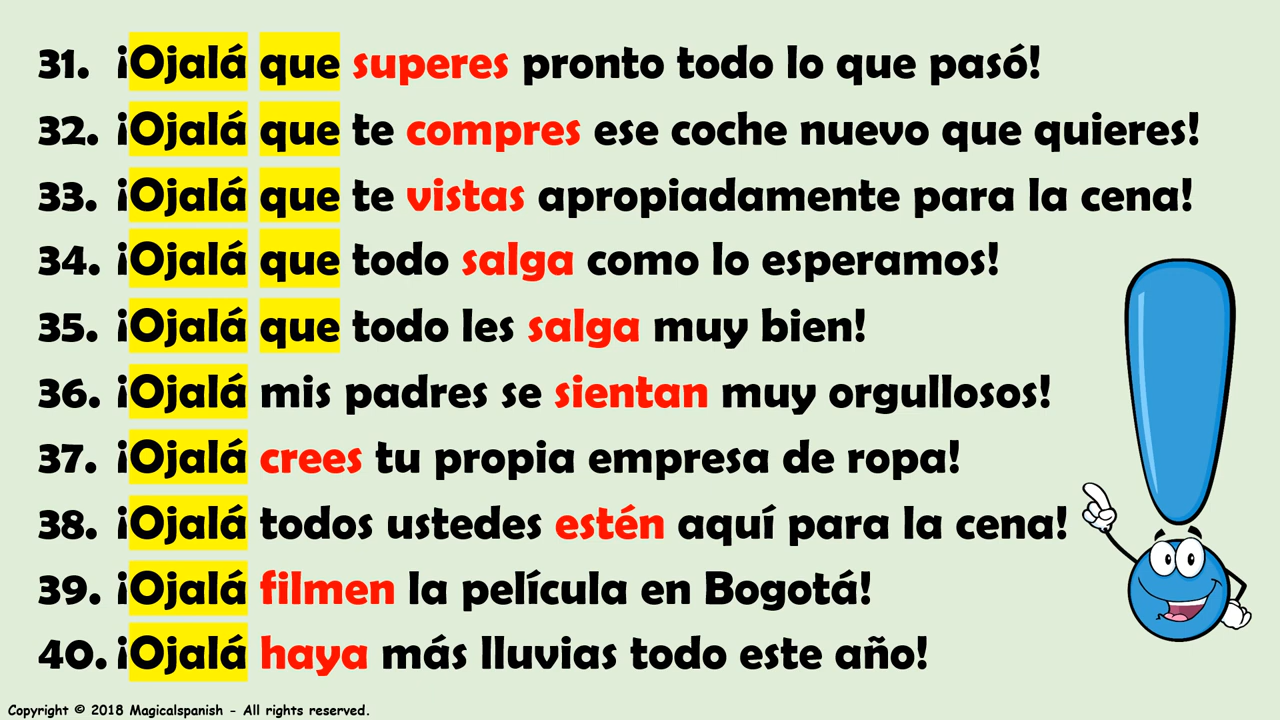 31. ¡Ojalá que superes pronto todo lo que pasó!
32. ¡Ojalá que te compres ese coche nuevo que quieres!
33. ¡Ojalá que te vistas apropiadamente para la cena!
34. ¡Ojalá que todo salga como lo esperamos!
35. ¡Ojalá que todo les salga muy bien!
36. ¡Ojalá mis padres se sientan muy orgullosos!
37. ¡Ojalá crees tu propia empresa de ropa!
38. ¡Ojalá todos ustedes estén aquí para la cena!
39. ¡Ojalá filmen la película en Bogotá!
40. ¡Ojalá haya más lluvias todo este año!
Copyright © 2018 Magicalspanish - All rights reserved.